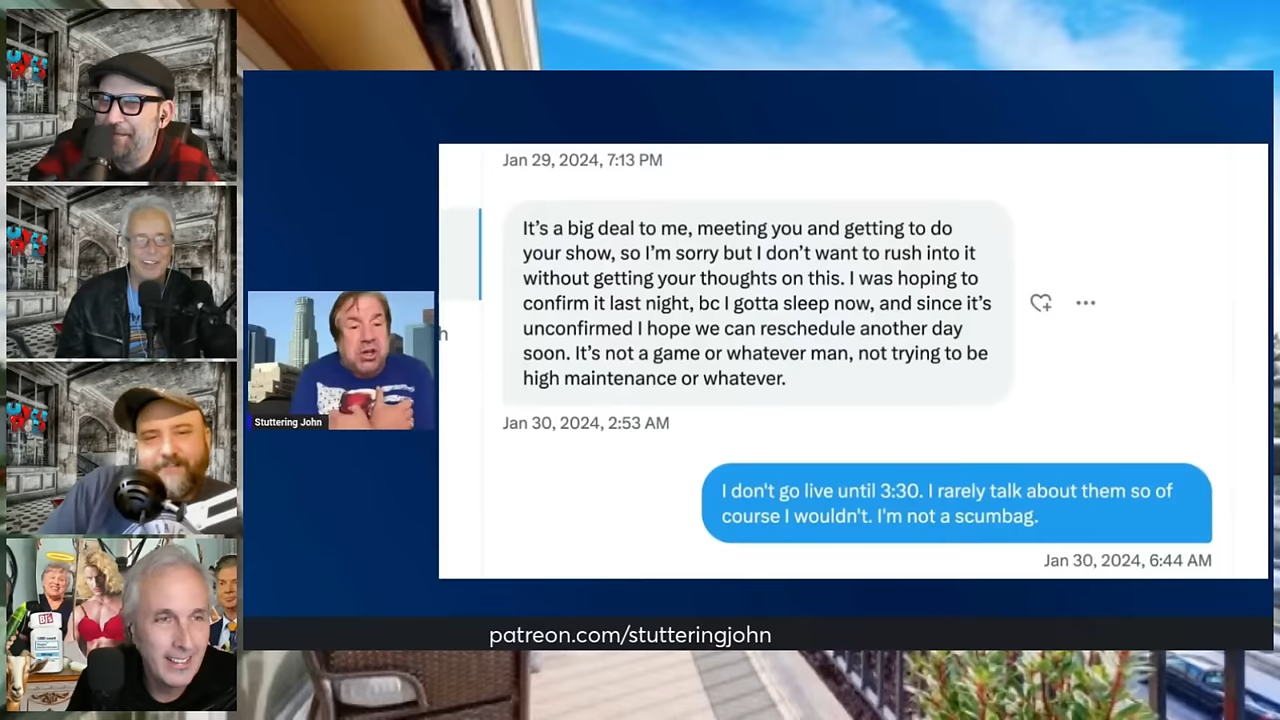 Jan 29, 2024, 7:13 PM
It's a big deal to me, meeting you and getting to do
your show, so I'm sorry but I don't want to rush into it
without getting your thoughts on this. I was hoping to
confirm it last night, bc I gotta sleep now, and since it's
unconfirmed I hope we can reschedule another day
soon. It's not a game or whatever man, not trying to be
high maintenance or whatever.
h
Jan 30, 2024, 2:53 AM
Stuttering John
I don't go live until 3:30. I rarely talk about them so of
course I wouldn't. I'm not a scumbag.
Jan 30, 2024, 6:44 AM
patreon.com/stutteringjohn